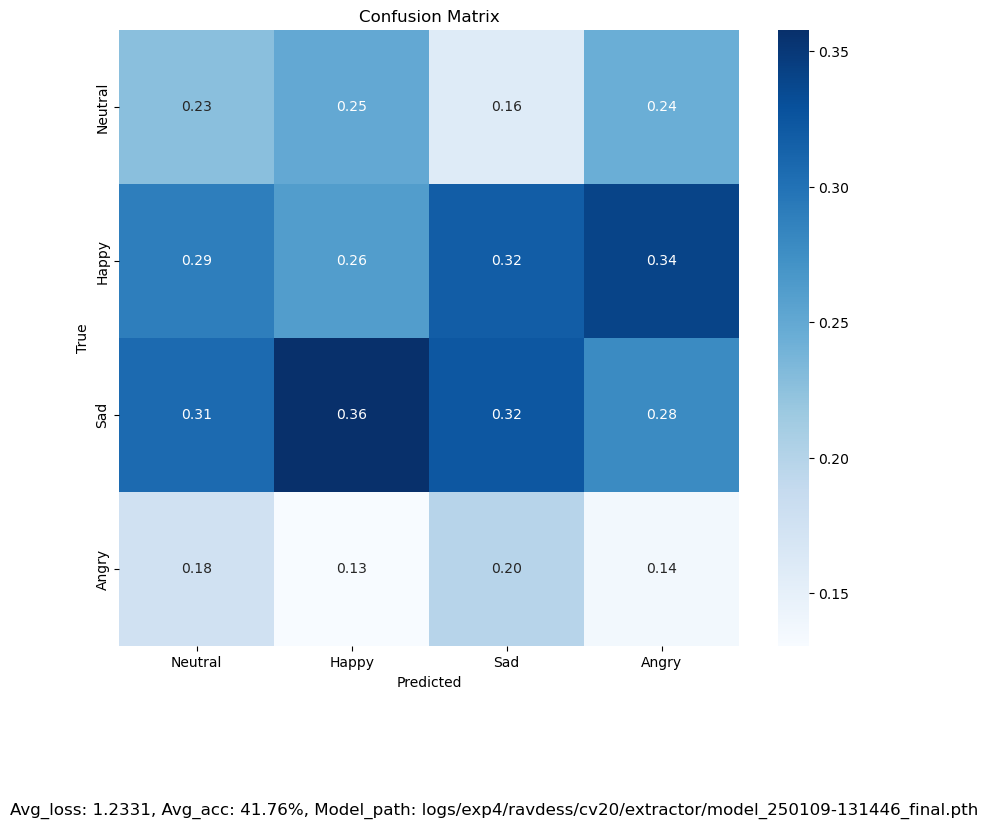 Confusion Matrix
Neutral 0.23 0.25 0.16 0.24
Happy 0.29 0.26 0.32 0.34
Sad 0.31 0.36 0.32 0.28
Angry 0.18 0.13 0.20 0.14
True
Neutral Happy Sad Angry
Predicted
0.35
0.30
0.25
0.20
0.15
Avg_loss: 1.2331, Avg_acc: 41.76%, Model_path: logs/exp4/ravdess/cv20/extractor/model_250109-131446_final.pth